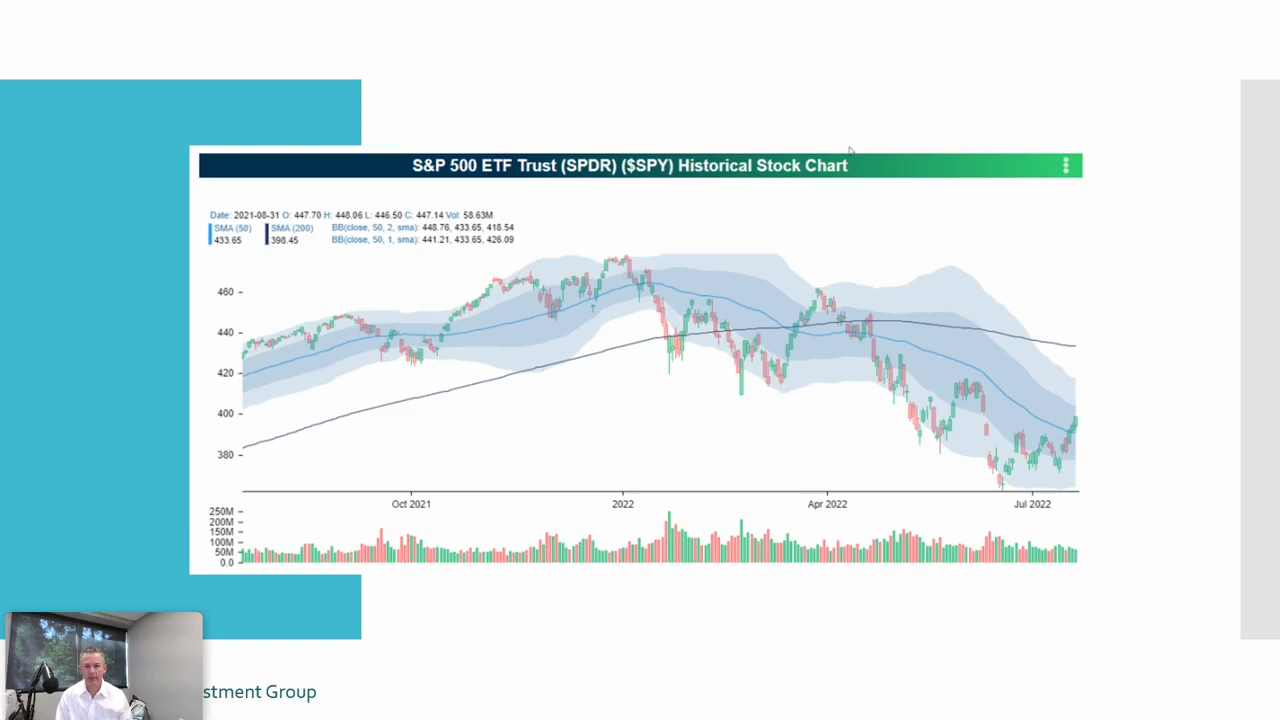 S&P 500 ETF Trust (SPDR) ($SPY) Historical Stock Chart
Date: 2021-08-31 O: 447.70 H: 448.06 L: 446.50 C: 447.14 Vol: 58.63M
SMA (50) SMA (200) BB(close, 50, 2, sma): 448.76, 433.65, 418.54
433.65 398.45 BB(close, 50, 1, sma): 441.21, 433.65, 426.09
460
440
420
400
380
Oct 2021 2022 Apr 2022 Jul 2022
250M
200M
150M
100M
50M
0.0
stment Group